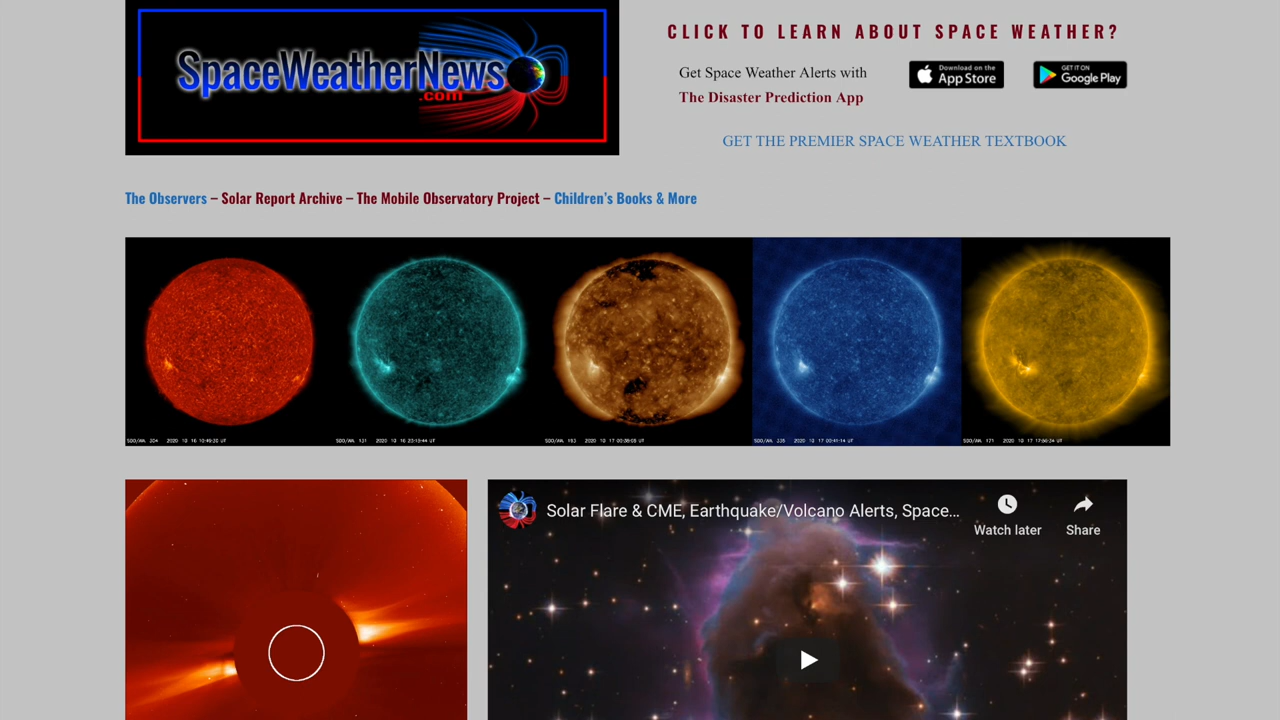 SpaceWeatherNews
.com
CLICK TO LEARN ABOUT SPACE WEATHER?
Get Space Weather Alerts with
The Disaster Prediction App
Download on the
App Store
GET IT ON
Google Play
GET THE PREMIER SPACE WEATHER TEXTBOOK
The Observers – Solar Report Archive – The Mobile Observatory Project – Children's Books & More
Solar Flare & CME, Earthquake/Volcano Alerts, Space...
Watch later
Share